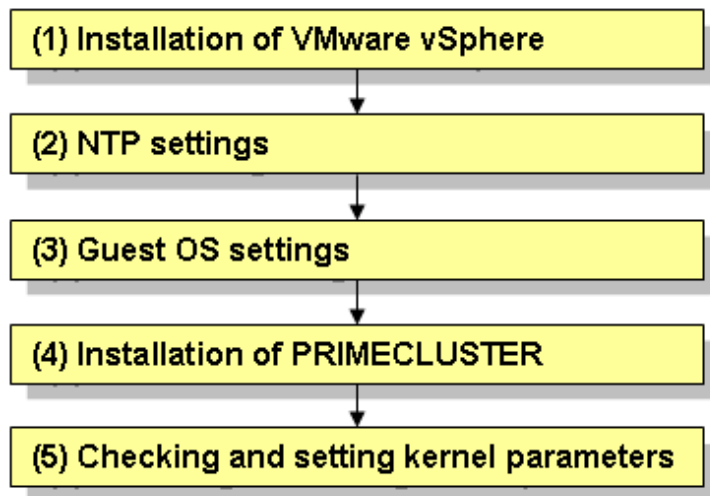 (1) Installation of VMware vSphere
(2) NTP settings
(3) Guest OS settings
(4) Installation of PRIMECLUSTER
(5) Checking and setting kernel parameters